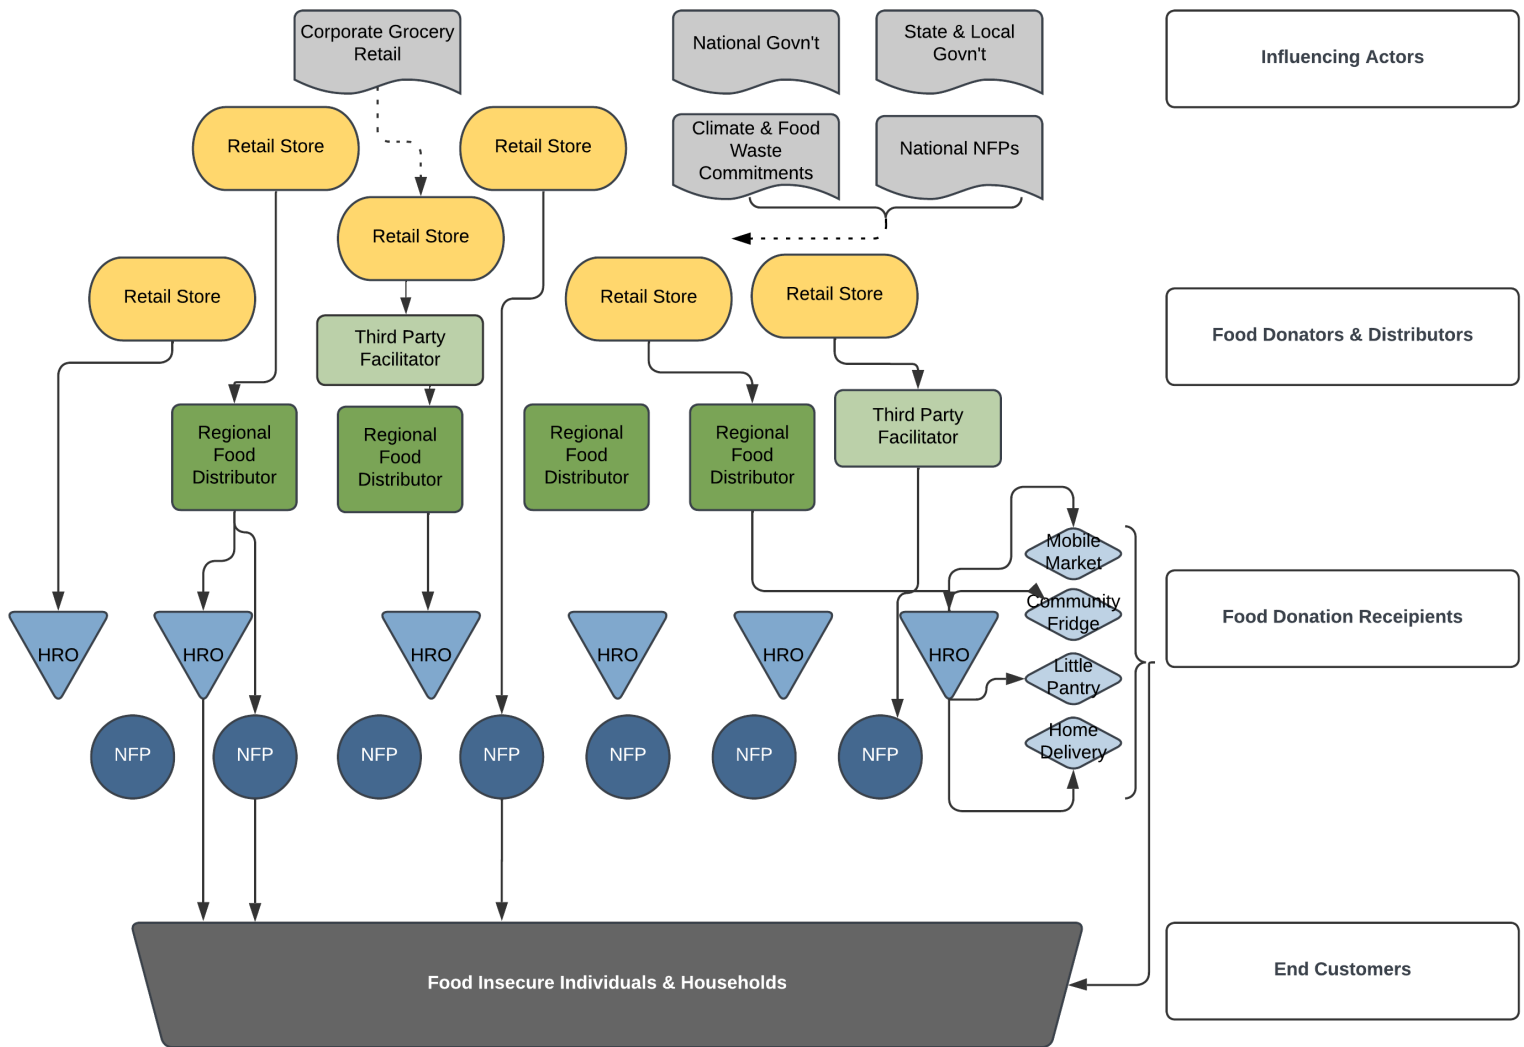 Corporate Grocery
Retail
National Govn't
State & Local
Govn't
Influencing Actors
Climate & Food
Waste
Commitments
National NFPs
Retail Store
Retail Store
Retail Store
Retail Store
Retail Store
Retail Store
Food Donators & Distributors
Third Party
Facilitator
Third Party
Facilitator
Regional
Food
Distributor
Regional
Food
Distributor
Regional
Food
Distributor
Regional
Food
Distributor
Mobile
Market
Community
Fridge
Little
Pantry
Home
Delivery
Food Donation Receipients
HRO
HRO
HRO
HRO
HRO
HRO
NFP
NFP
NFP
NFP
NFP
NFP
NFP
Food Insecure Individuals & Households
End Customers